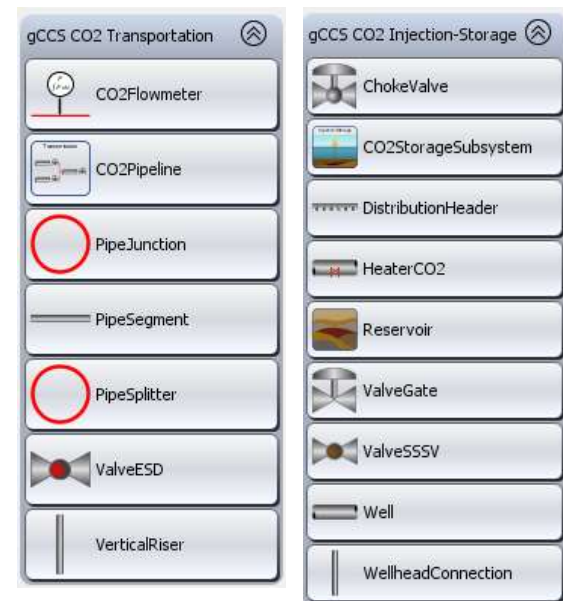 gCCS CO2 Transportation
CO2Flowmeter
CO2Pipeline
PipeJunction
PipeSegment
PipeSplitter
ValveESD
VerticalRiser
gCCS CO2 Injection-Storage
ChokeValve
CO2StorageSubsystem
DistributionHeader
HeaterCO2
Reservoir
ValveGate
ValveSSSV
Well
WellheadConnection